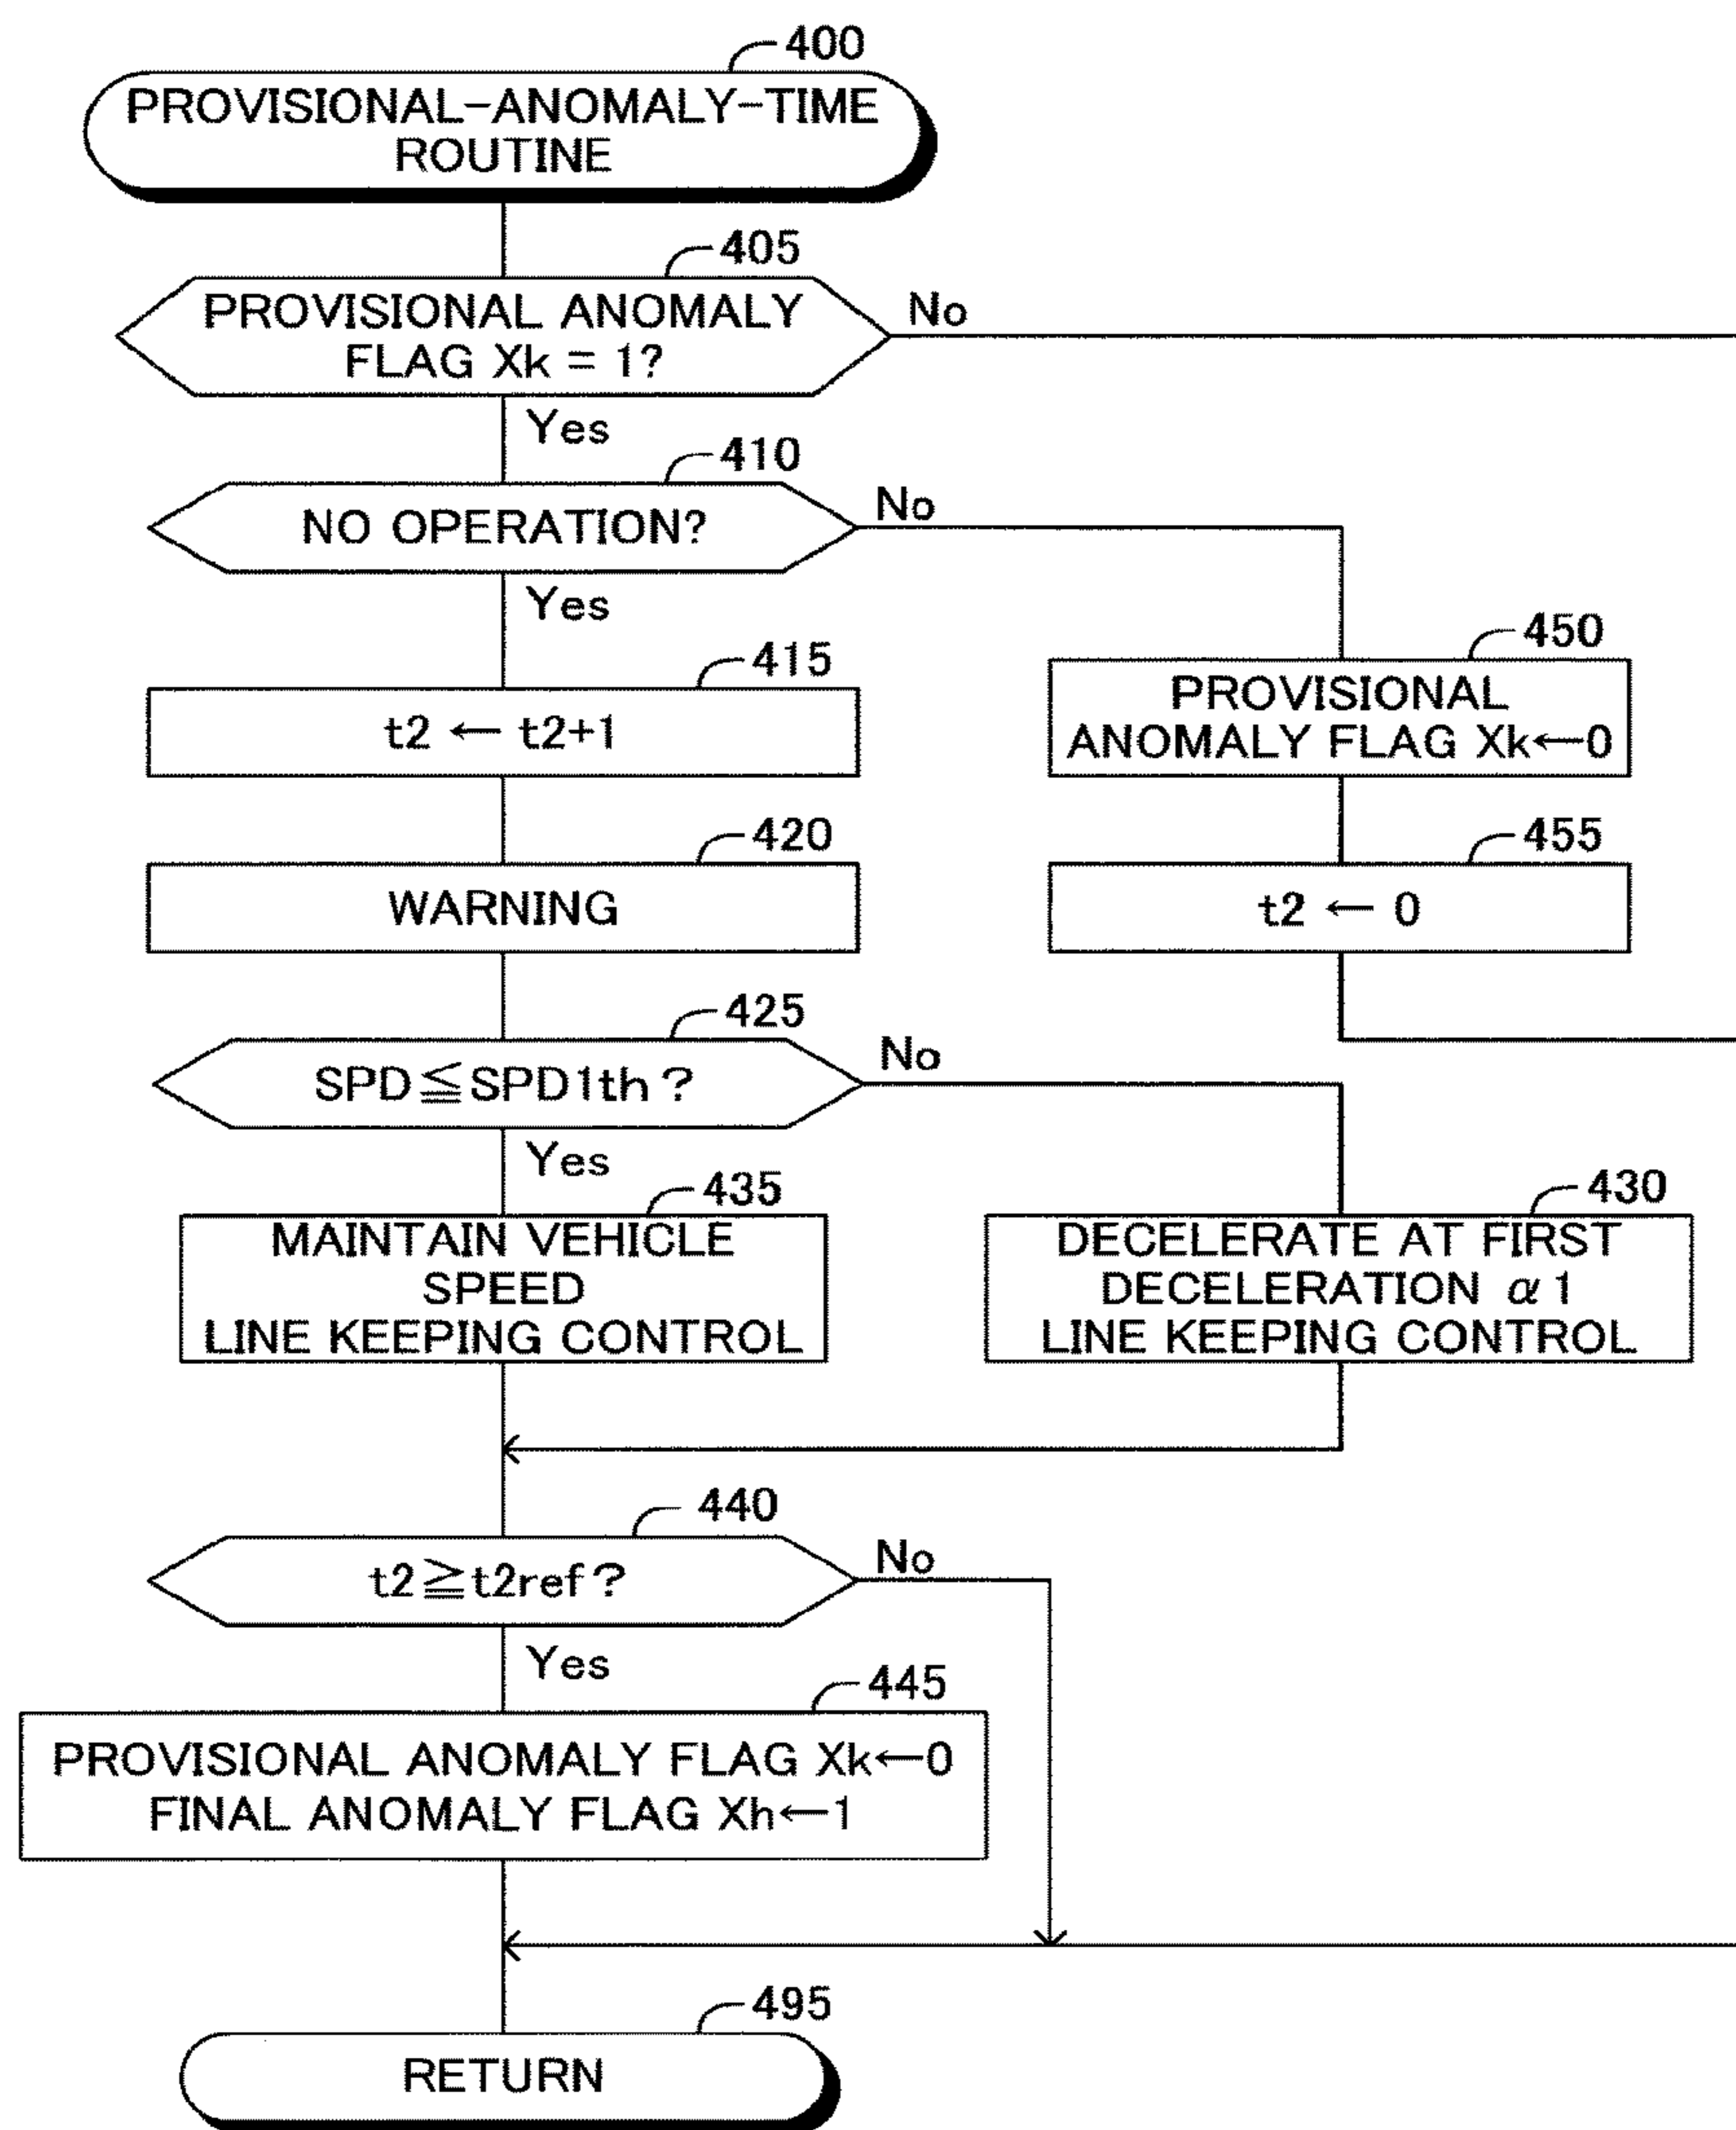 400
PROVISIONAL-ANOMALY-TIME
ROUTINE
405
PROVISIONAL ANOMALY
FLAG Xk = 1?
No
Yes
410
NO OPERATION?
No
Yes
415
t2 ← t2+1
450
PROVISIONAL
ANOMALY FLAG Xk←0
420
WARNING
455
t2 ← 0
425
SPD≦SPD1th?
No
Yes
435
MAINTAIN VEHICLE
SPEED
LINE KEEPING CONTROL
430
DECELERATE AT FIRST
DECELERATION α1
LINE KEEPING CONTROL
440
t2≧t2ref?
No
Yes
445
PROVISIONAL ANOMALY FLAG Xk←0
FINAL ANOMALY FLAG Xh←1
495
RETURN